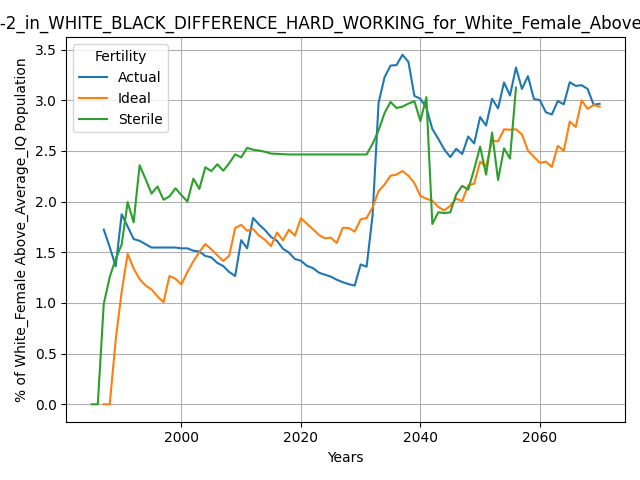 -2_in_WHITE_BLACK_DIFFERENCE_HARD_WORKING_for_White_Female_Above
Fertility
Actual
Ideal
Sterile
% of White_Female Above_Average_IQ Population
3.5
3.0
2.5
2.0
1.5
1.0
0.5
0.0
2000
2020
2040
2060
Years